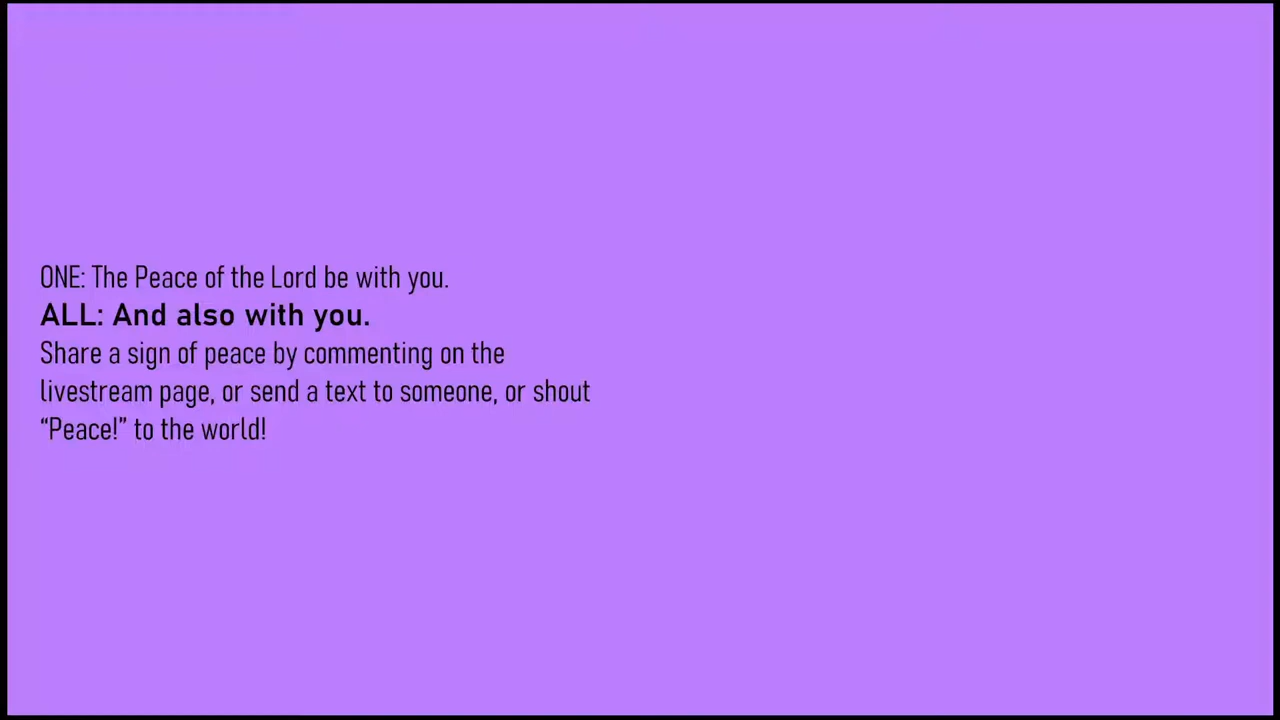 ONE: The Peace of the Lord be with you.
ALL: And also with you.
Share a sign of peace by commenting on the
livestream page, or send a text to someone, or shout
“Peace!” to the world!